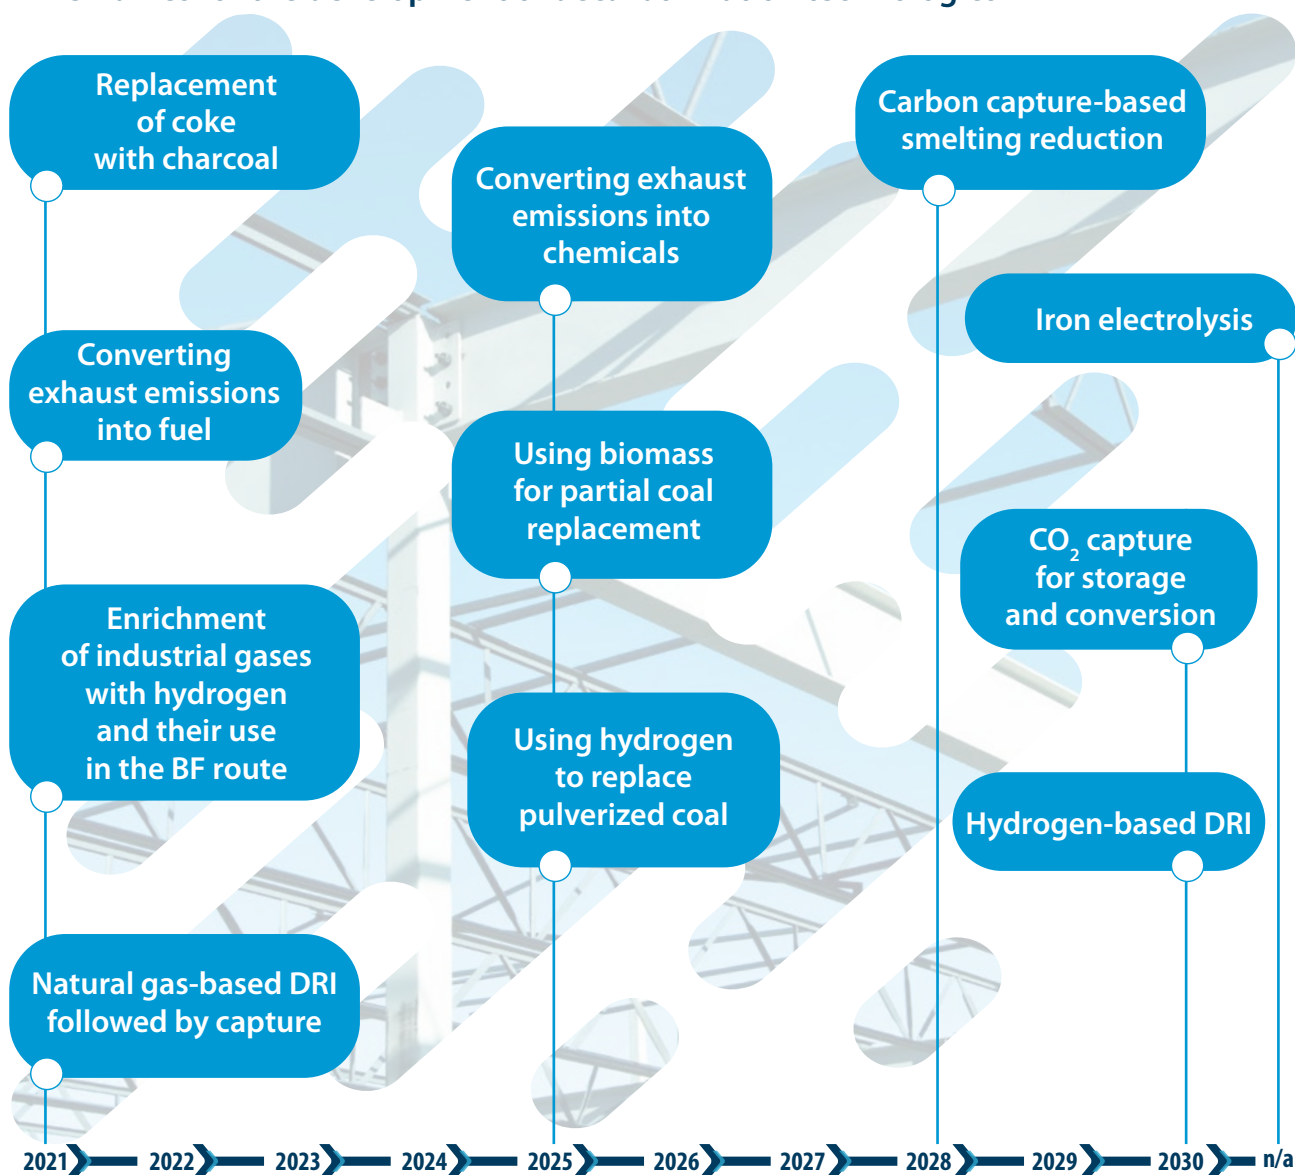 Replacement
of coke
with charcoal
Converting
exhaust emissions
into fuel
Enrichment
of industrial gases
with hydrogen
and their use
in the BF route
Natural gas-based DRI
followed by capture
Converting exhaust
emissions into
chemicals
Using biomass
for partial coal
replacement
Using hydrogen
to replace
pulverized coal
Carbon capture-based
smelting reduction
Iron electrolysis
CO₂ capture
for storage
and conversion
Hydrogen-based DRI
2021 2022 2023 2024 2025 2026 2027 2028 2029 2030 n/a